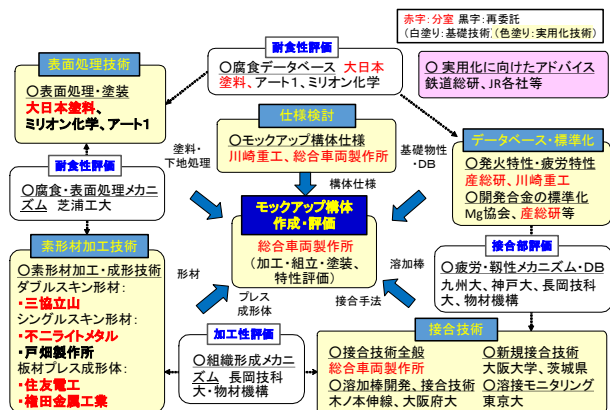 赤字：分室 黒字：再委託
(白塗り：基礎技術)(色塗り：実用化技術)
耐食性評価
〇腐食データベース 大日本
塗料、アート1、ミリオン化学
〇 実用化に向けたアドバイス
鉄道総研、JR各社等
表面処理技術
〇表面処理・塗装
大日本塗料、
ミリオン化学、アート1
仕様検討
〇モックアップ構体仕様
川崎重工、総合車両製作所
データベース・標準化
〇発火特性・疲労特性
産総研、川崎重工
〇開発合金の標準化
Mg協会、産総研等
塗料・
下地処理
構体仕様
基礎物性
・DB
耐食性評価
〇腐食・表面処理メカニ
ズム 芝浦工大
モックアップ構体
作成・評価
総合車両製作所
(加工・組立・塗装、
特性評価)
接合部評価
〇疲労・靭性メカニズム・DB
九州大、神戸大、長岡技科
大、物材機構
素形材加工技術
〇素形材加工・成形技術
ダブルスキン形材：
・三協立山
シングルスキン形材：
・不二ライトメタル
・戸畑製作所
板材プレス成形体：
・住友電工
・権田金属工業
形材
プレス
成形体
接合手法
溶加棒
加工性評価
〇組織形成メカニ
ズム 長岡技科
大・物材機構
接合技術
〇接合技術全般
総合車両製作所
〇溶加棒開発、接合技術
木ノ本伸線、大阪府大
〇新規接合技術
大阪大学、茨城県
〇溶接モニタリング
東京大